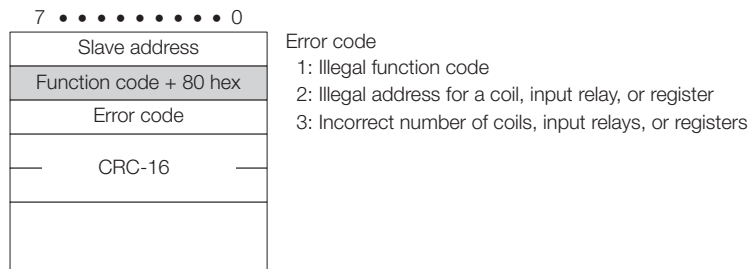 7 • • • • • • • • • 0
Slave address
Function code + 80 hex
Error code
CRC-16
Error code
1: Illegal function code
2: Illegal address for a coil, input relay, or register
3: Incorrect number of coils, input relays, or registers